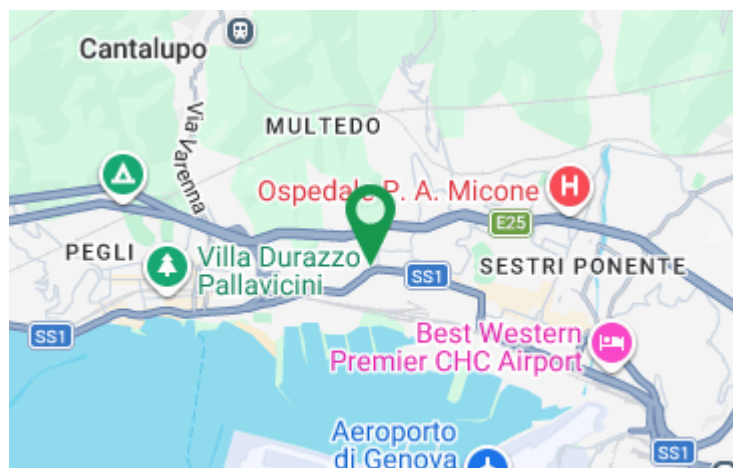 Cantalupo
Via Varenna
MULTEDO
Ospedale P. A. Micone
H
E25
PEGLI
Villa Durazzo
Pallavicini
SS1
SESTRI PONENTE
SS1
Best Western
Premier CHC Airport
Aeroporto
di Genova
SS1